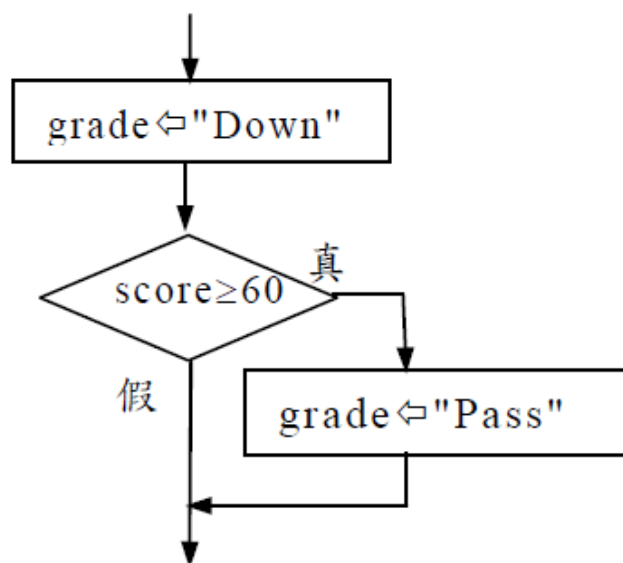 grade⇦"Down"
score≥60
真
假
grade⇦"Pass"